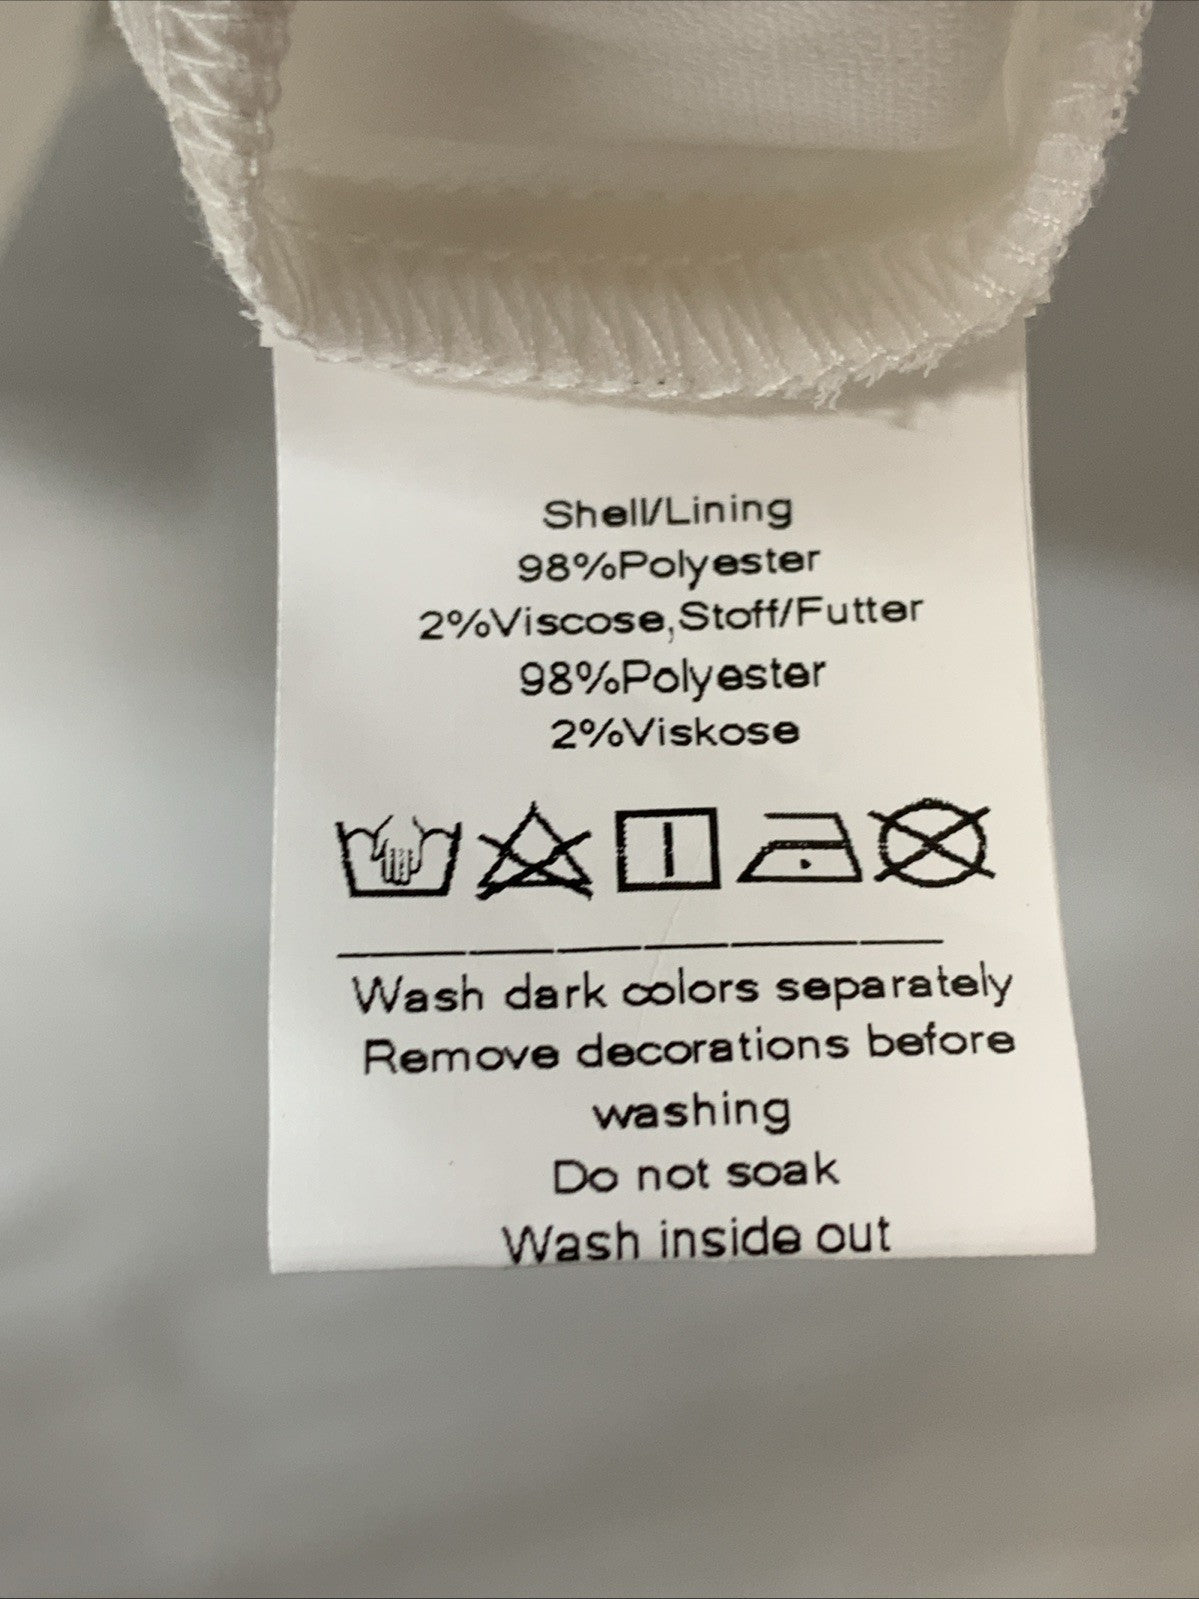 Shell/Lining
98%Polyester
2%Viscose,Stoff/Futter
98%Polyester
2%Viskose
Wash dark colors separately
Remove decorations before
washing
Do not soak
Wash inside out